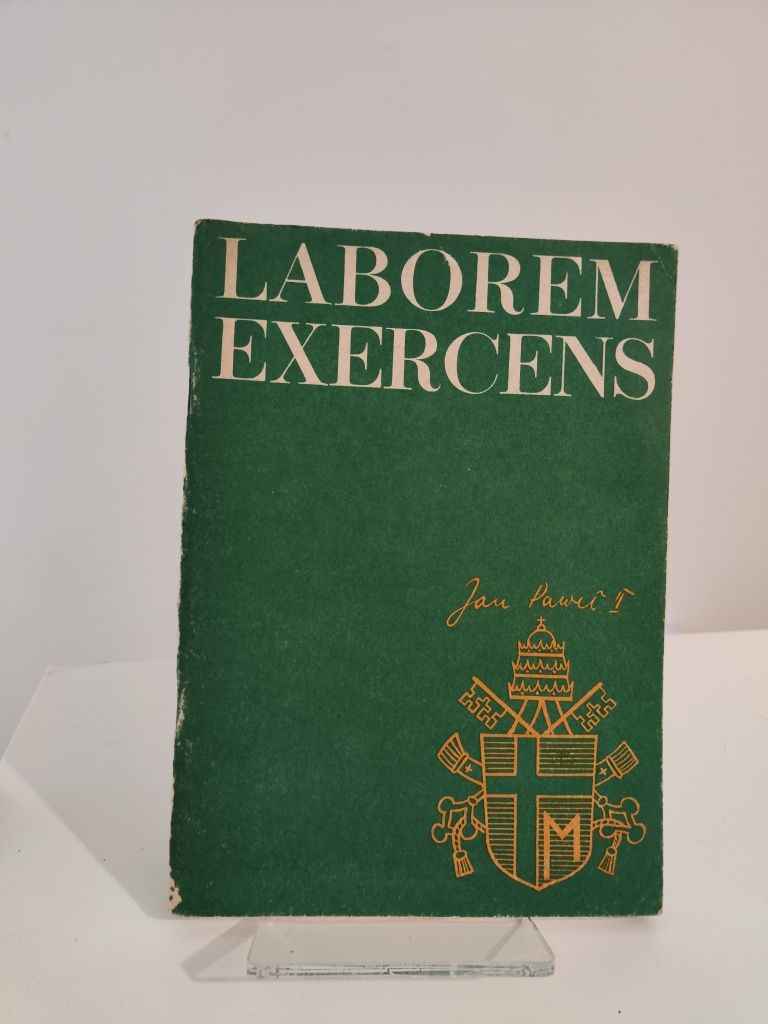 LABOREM
EXERCENS
Jan Paweł II
M